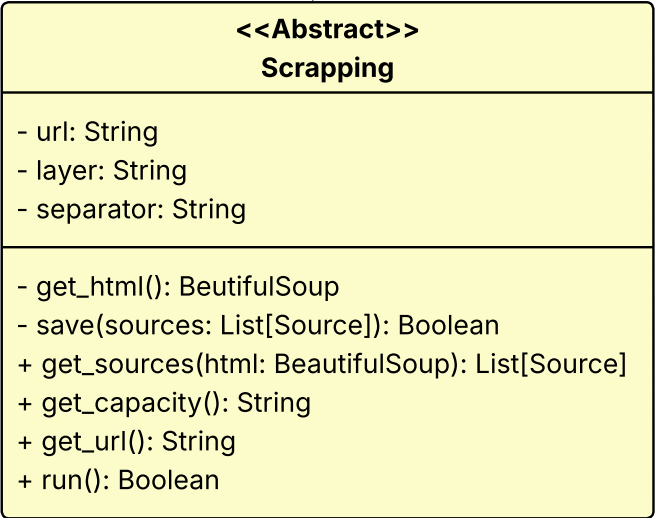 <<Abstract>>
Scrapping
- url: String
- layer: String
- separator: String
- get_html(): BeutifulSoup
- save(sources: List[Source]): Boolean
+ get_sources(html: BeautifulSoup): List[Source]
+ get_capacity(): String
+ get_url(): String
+ run(): Boolean